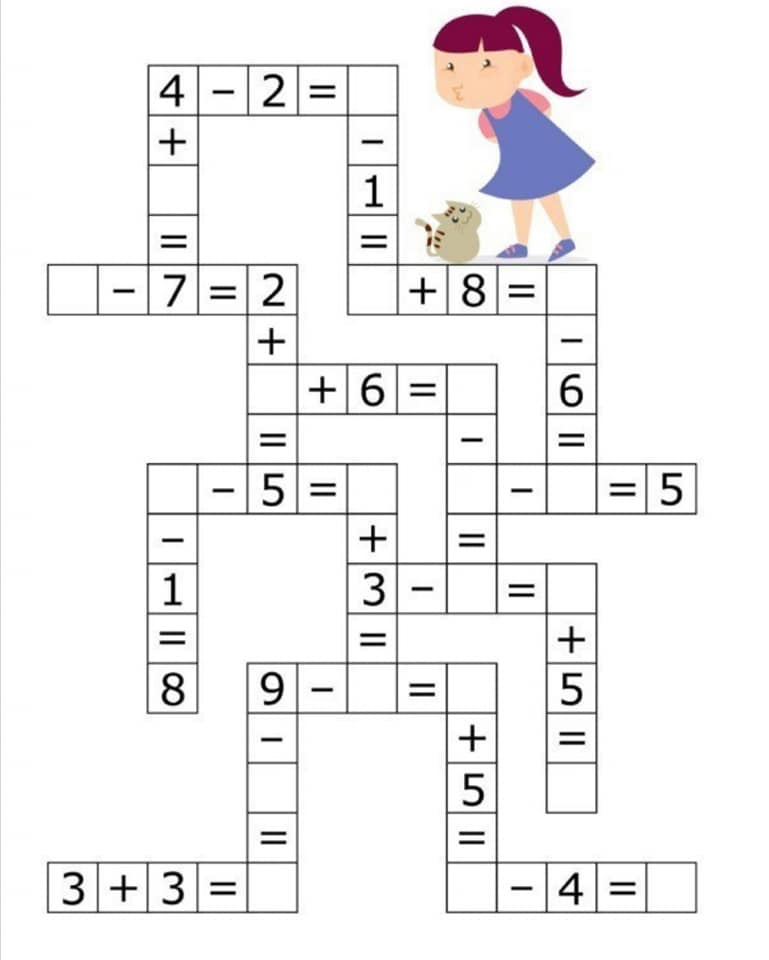 4 − 2 =
+ −
1
= =
− 7 = 2 + 8 =
+ −
+ 6 = 6
= − =
− 5 = − = 5
− + =
1 3 − =
= = +
8 9 − = 5
− + =
5
= =
3 + 3 = − 4 =